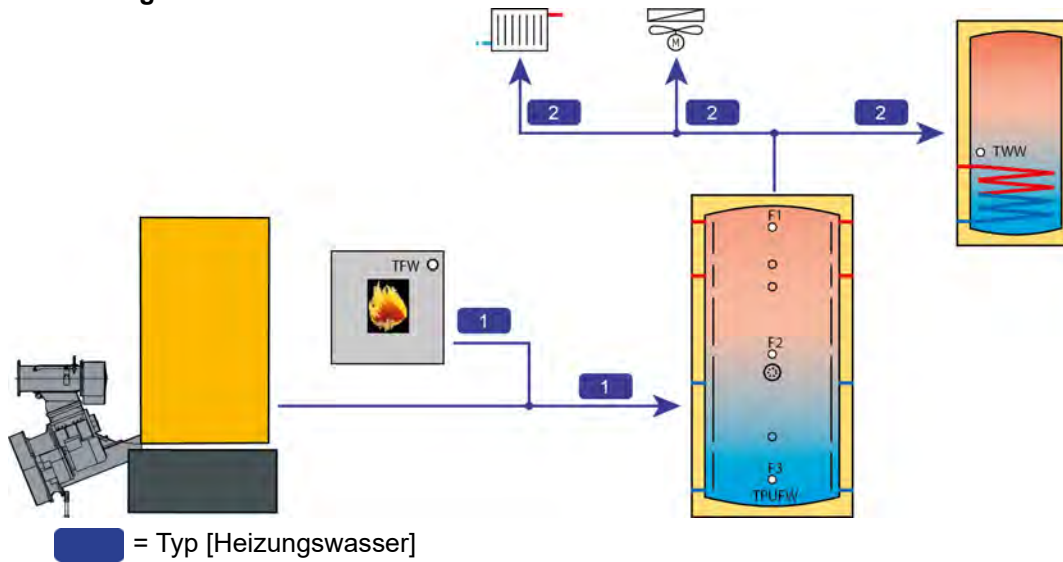 M
2
2
2
TWW
F1
TFW
1
F2
1
F3
TPUFW
= Typ [Heizungswasser]